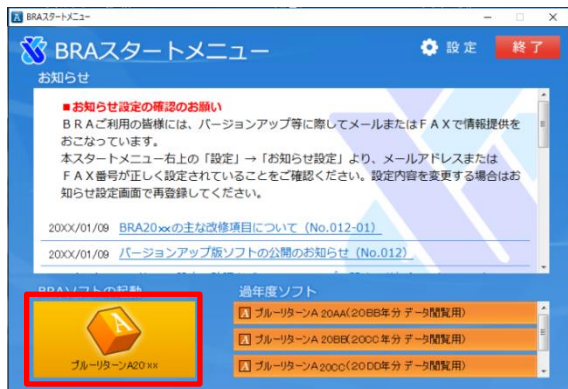 BRAスタートメニュー
BRAスタートメニュー
設定
終了
お知らせ
■お知らせ設定の確認のお願い
BRAご利用の皆様には、バージョンアップ等に際してメールまたはFAXで情報提供を
おこなっています。
本スタートメニュー右上の「設定」→「お知らせ設定」より、メールアドレスまたは
FAX番号が正しく設定されていることをご確認ください。設定内容を変更する場合はお
知らせ設定画面で再登録してください。
20XX/01/09 BRA20xxの主な改修項目について（No.012-01）
20XX/01/09 バージョンアップ版ソフトの公開のお知らせ（No.012）
BRAソフトの起動
過年度ソフト
A
ブルーリターンA20xx
A ブルーリターンA 20AA(20BB年分 データ閲覧用)
A ブルーリターンA 20BB(20CC年分 データ閲覧用)
A ブルーリターンA 20CC(20DD年分 データ閲覧用)